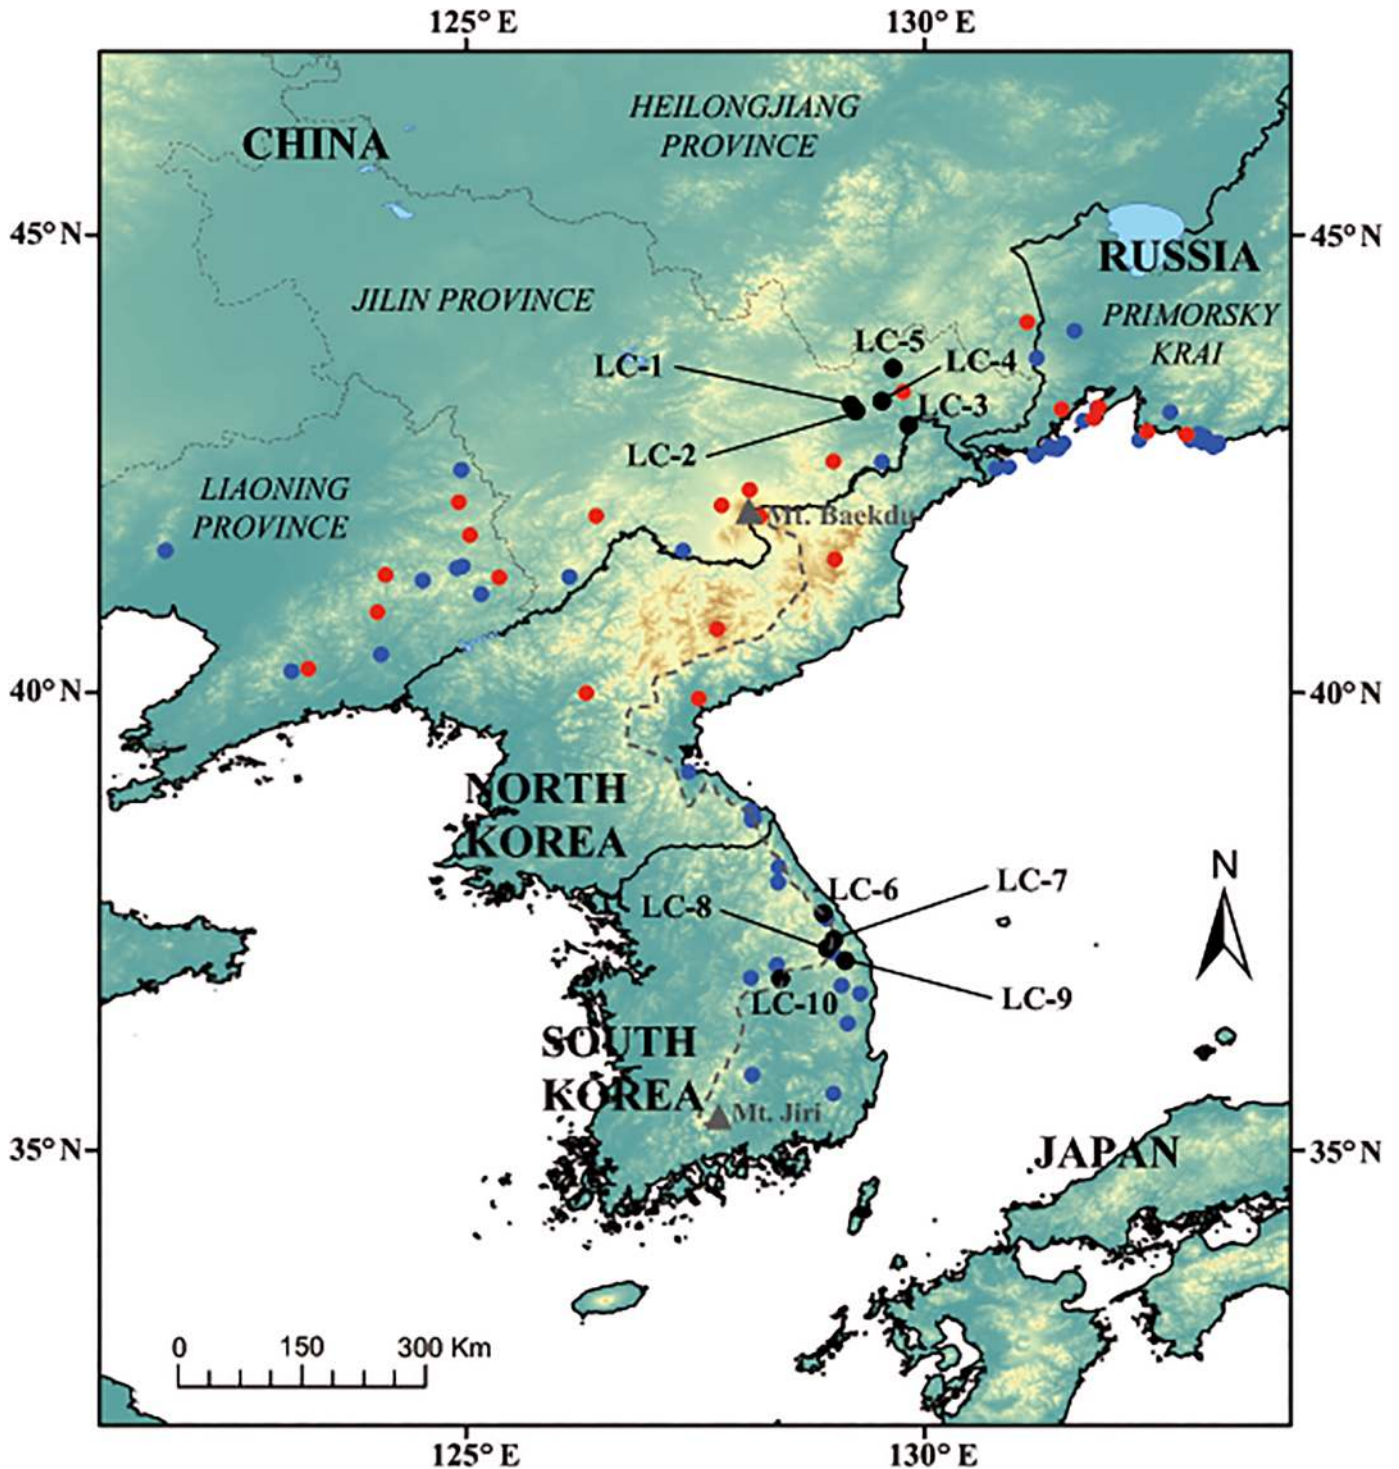 125° E
130° E
HEILONGJIANG
PROVINCE
CHINA
45° N
45° N
RUSSIA
JILIN PROVINCE
PRIMORSKY
KRAI
LC-5
LC-1
LC-4
LC-3
LC-2
LIAONING
PROVINCE
Mt. Baekdu
40° N
40° N
NORTH
KOREA
N
LC-6
LC-7
LC-8
LC-10
LC-9
SOUTH
KOREA
Mt. Jiri
35° N
35° N
JAPAN
0
150
300 Km
125° E
130° E